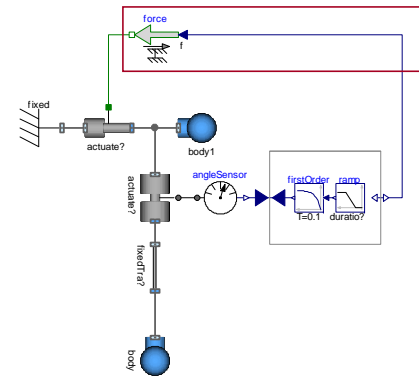 force
f
fixed
actuate?
body1
actuate?
angleSensor
firstOrder
ramp
T=0.1
duratio?
fixedTra?
body